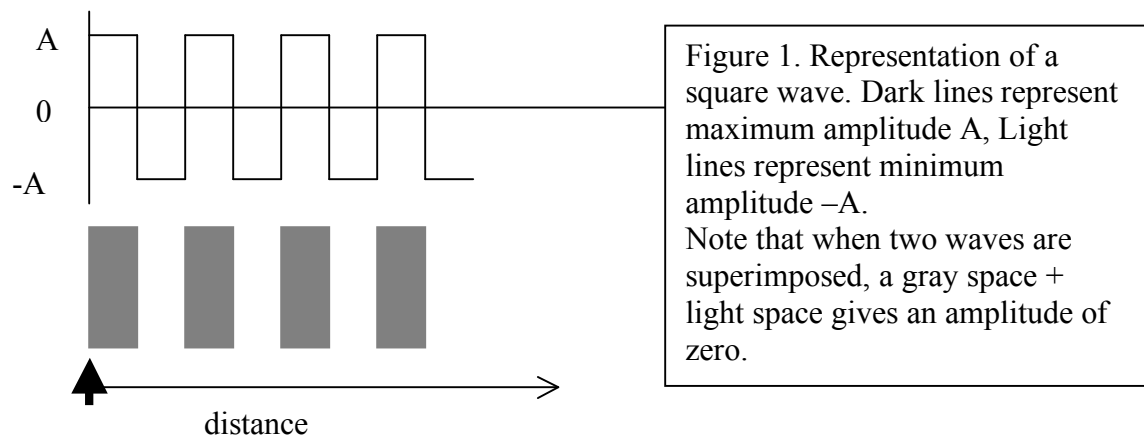 A
0
-A
distance
Figure 1. Representation of a
square wave. Dark lines represent
maximum amplitude A, Light
lines represent minimum
amplitude –A.
Note that when two waves are
superimposed, a gray space +
light space gives an amplitude of
zero.